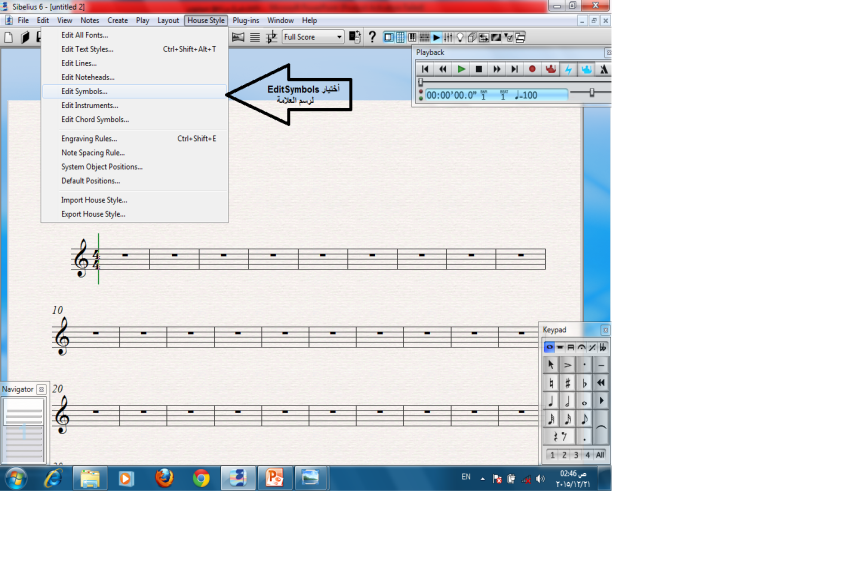 Sibelius 6 - [untitled 2]
File Edit View Notes Create Play Layout House Style Plug-ins Window Help
Full Score
Edit All Fonts...
Edit Text Styles... Ctrl+Shift+Alt+T
Edit Lines...
Edit Noteheads...
Edit Symbols...
Edit Instruments...
Edit Chord Symbols...
Engraving Rules... Ctrl+Shift+E
Note Spacing Rule...
System Object Positions...
Default Positions...
Import House Style...
Export House Style...
أختيار EditSymbols
لرسم العلامة
Playback
00:00'00.0" 1 1 =100
4
4
10
20
Navigator
Keypad
1 2 3 4 All
EN
02:46 ص
٢٠١٥/١٢/٢١